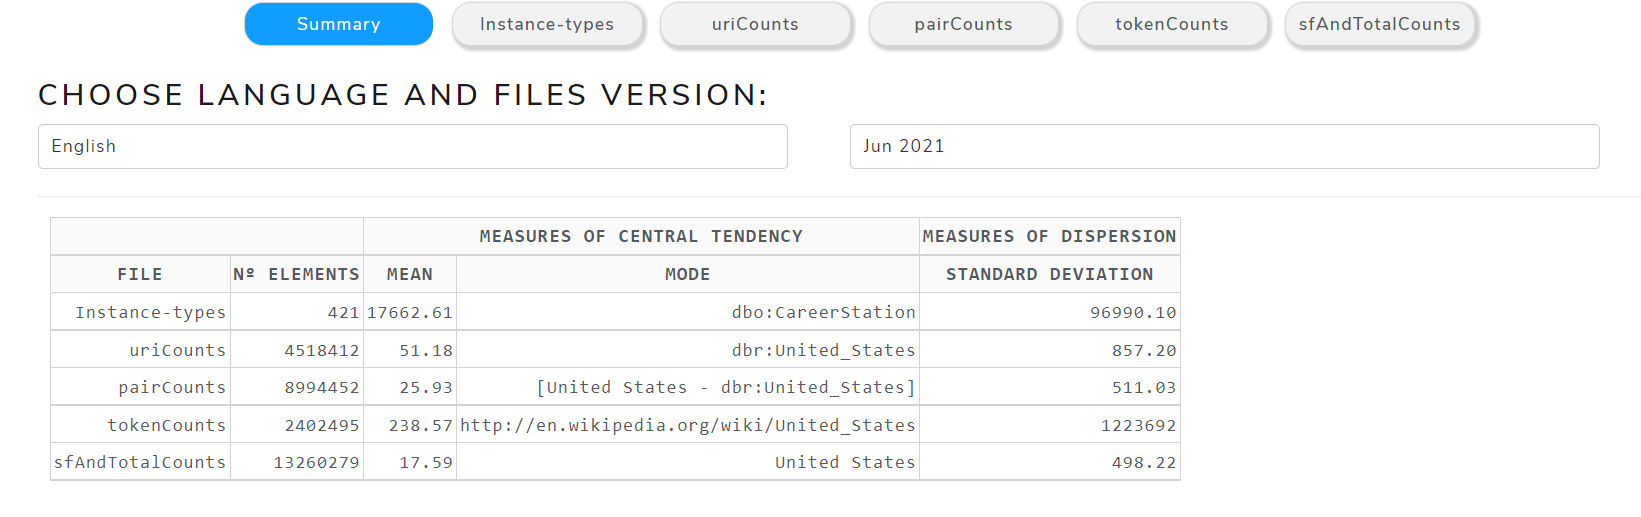 Summary Instance-types uriCounts pairCounts tokenCounts sfAndTotalCounts
CHOOSE LANGUAGE AND FILES VERSION:
English Jun 2021
MEASURES OF CENTRAL TENDENCY MEASURES OF DISPERSION
FILE Nº ELEMENTS MEAN MODE STANDARD DEVIATION
Instance-types 421 17662.61 dbo:CareerStation 96990.10
uriCounts 4518412 51.18 dbr:United_States 857.20
pairCounts 8994452 25.93 [United States - dbr:United_States] 511.03
tokenCounts 2402495 238.57 http://en.wikipedia.org/wiki/United_States 1223692
sfAndTotalCounts 13260279 17.59 United States 498.22